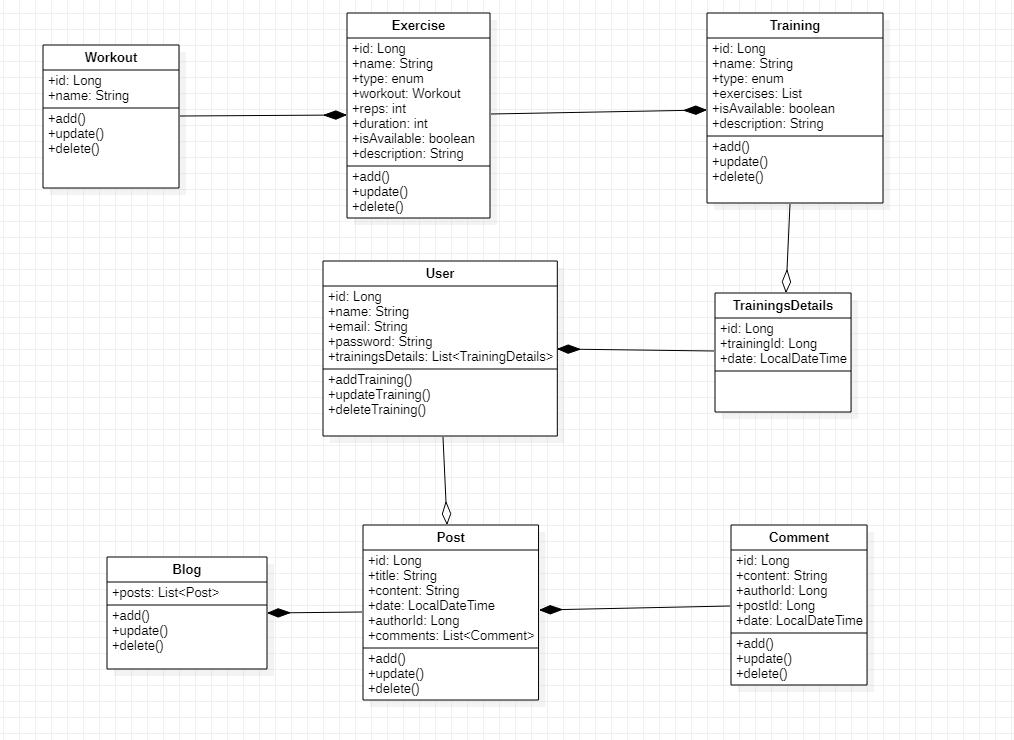 Workout
+id: Long
+name: String
+add()
+update()
+delete()
Exercise
+id: Long
+name: String
+type: enum
+workout: Workout
+reps: int
+duration: int
+isAvailable: boolean
+description: String
+add()
+update()
+delete()
Training
+id: Long
+name: String
+type: enum
+exercises: List
+isAvailable: boolean
+description: String
+add()
+update()
+delete()
User
+id: Long
+name: String
+email: String
+password: String
+trainingsDetails: List<TrainingDetails>
+addTraining()
+updateTraining()
+deleteTraining()
TrainingsDetails
+id: Long
+trainingId: Long
+date: LocalDateTime
Blog
+posts: List<Post>
+add()
+update()
+delete()
Post
+id: Long
+title: String
+content: String
+date: LocalDateTime
+authorId: Long
+comments: List<Comment>
+add()
+update()
+delete()
Comment
+id: Long
+content: String
+authorId: Long
+postId: Long
+date: LocalDateTime
+add()
+update()
+delete()